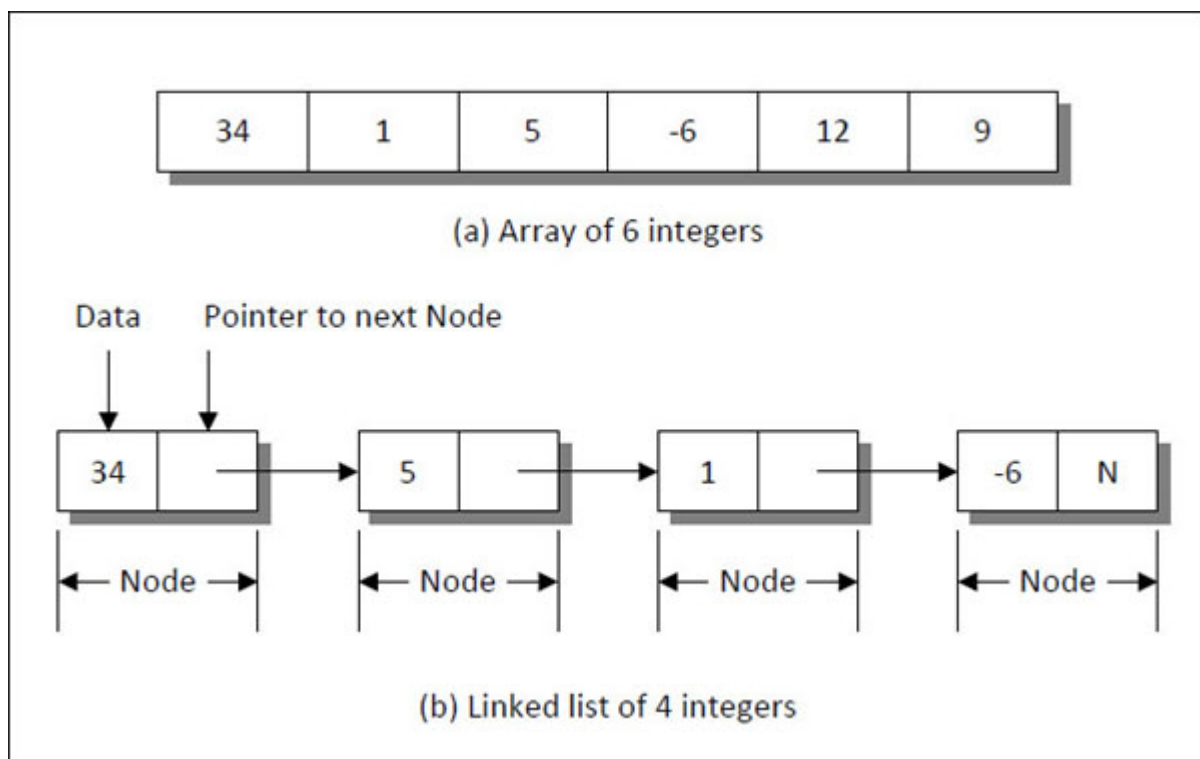 34 1 5 -6 12 9
(a) Array of 6 integers
Data Pointer to next Node
34 5 1 -6 N
Node Node Node Node
(b) Linked list of 4 integers